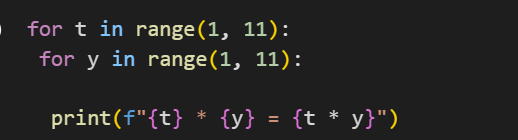 for t in range(1, 11):
for y in range(1, 11):
print(f"{t} * {y} = {t * y}")